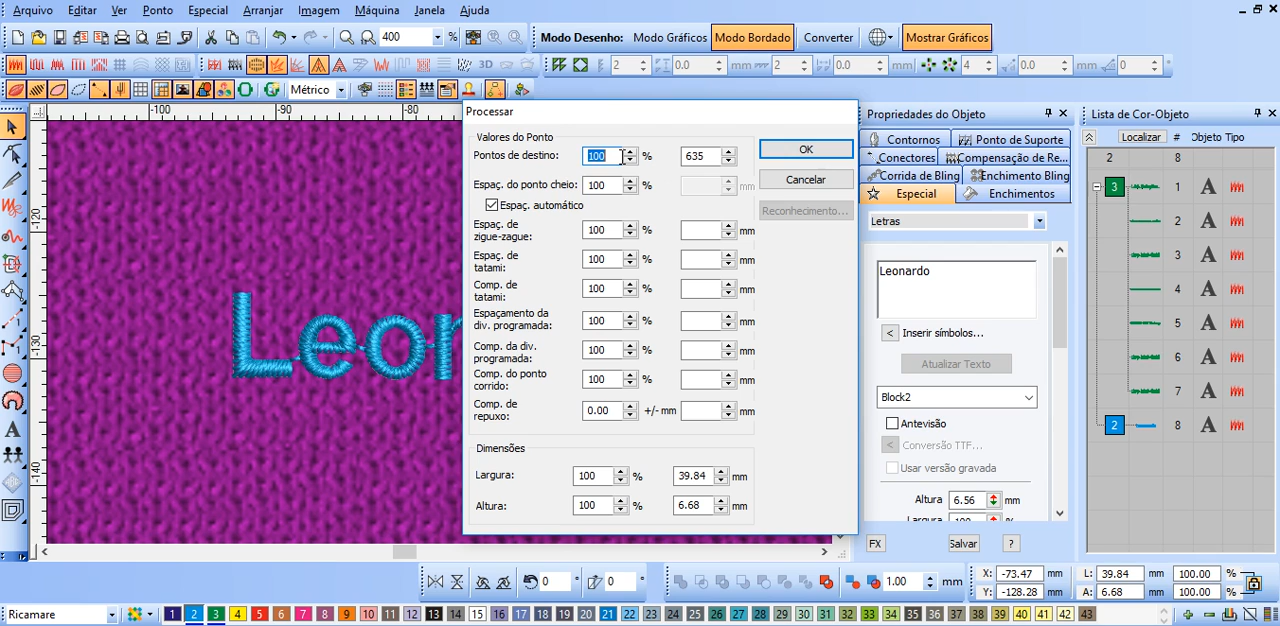 Arquivo Editar Ver Ponto Especial Arranjar Imagem Máquina Janela Ajuda
400 % Modo Desenho: Modo Gráficos Modo Bordado Converter Mostrar Gráficos
2 0.0 mm 2 0.0 mm 4 0.0 mm 0
Métrico
-100 -90 -80
-120
-130
-140
Leon
Processar
Valores do Ponto
Pontos de destino: 100 % 635
OK
Espaç. do ponto cheio: 100 % mm
Cancelar
Espaç. automático
Reconhecimento...
Espaç. de zigue-zague: 100 % mm
Espaç. de tatami: 100 % mm
Comp. de tatami: 100 % mm
Espaçamento da div. programada: 100 % mm
Comp. da div. programada: 100 % mm
Comp. do ponto corrido: 100 % mm
Comp. de repuxo: 0.00 +/- mm mm
Dimensões
Largura: 100 % 39.84 mm
Altura: 100 % 6.68 mm
Propriedades do Objeto
Contornos Ponto de Suporte
Conectores Compensação de Re...
Corrida de Bling Enchimento Bling
Especial Enchimentos
Letras
Leonardo
< Inserir símbolos...
Atualizar Texto
Block2
Antevisão
< Conversão TTF...
Usar versão gravada
Altura 6.56 mm
Largura 100 %
FX Salvar ?
Lista de Cor-Objeto
Localizar # Objeto Tipo
2 8
3 1 A
2 A
3 A
4 A
5 A
6 A
7 A
2 8 A
0 ° 0 ° 1.00 mm
X: -73.47 mm L: 39.84 mm 100.00 %
Y: -128.28 mm A: 6.68 mm 100.00 %
Ricamare 1 2 3 4 5 6 7 8 9 10 11 12 13 14 15 16 17 18 19 20 21 22 23 24 25 26 27 28 29 30 31 32 33 34 35 36 37 38 39 40 41 42 43